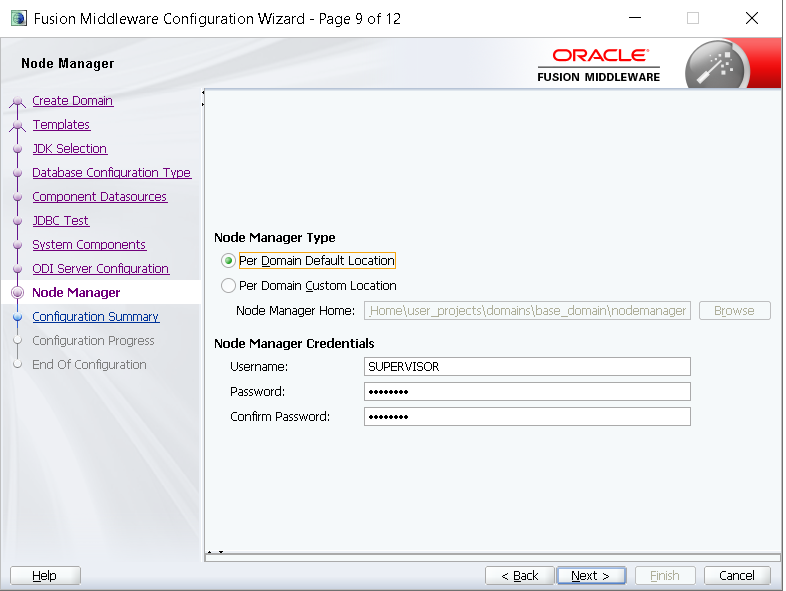 Fusion Middleware Configuration Wizard - Page 9 of 12
Node Manager
ORACLE
FUSION MIDDLEWARE
Create Domain
Templates
JDK Selection
Database Configuration Type
Component Datasources
JDBC Test
System Components
ODI Server Configuration
Node Manager
Configuration Summary
Configuration Progress
End Of Configuration
Node Manager Type
Per Domain Default Location
Per Domain Custom Location
Node Manager Home: _Home\user_projects\domains\base_domain\nodemanager Browse
Node Manager Credentials
Username: SUPERVISOR
Password: ••••••••
Confirm Password: ••••••••
Help < Back Next > Finish Cancel